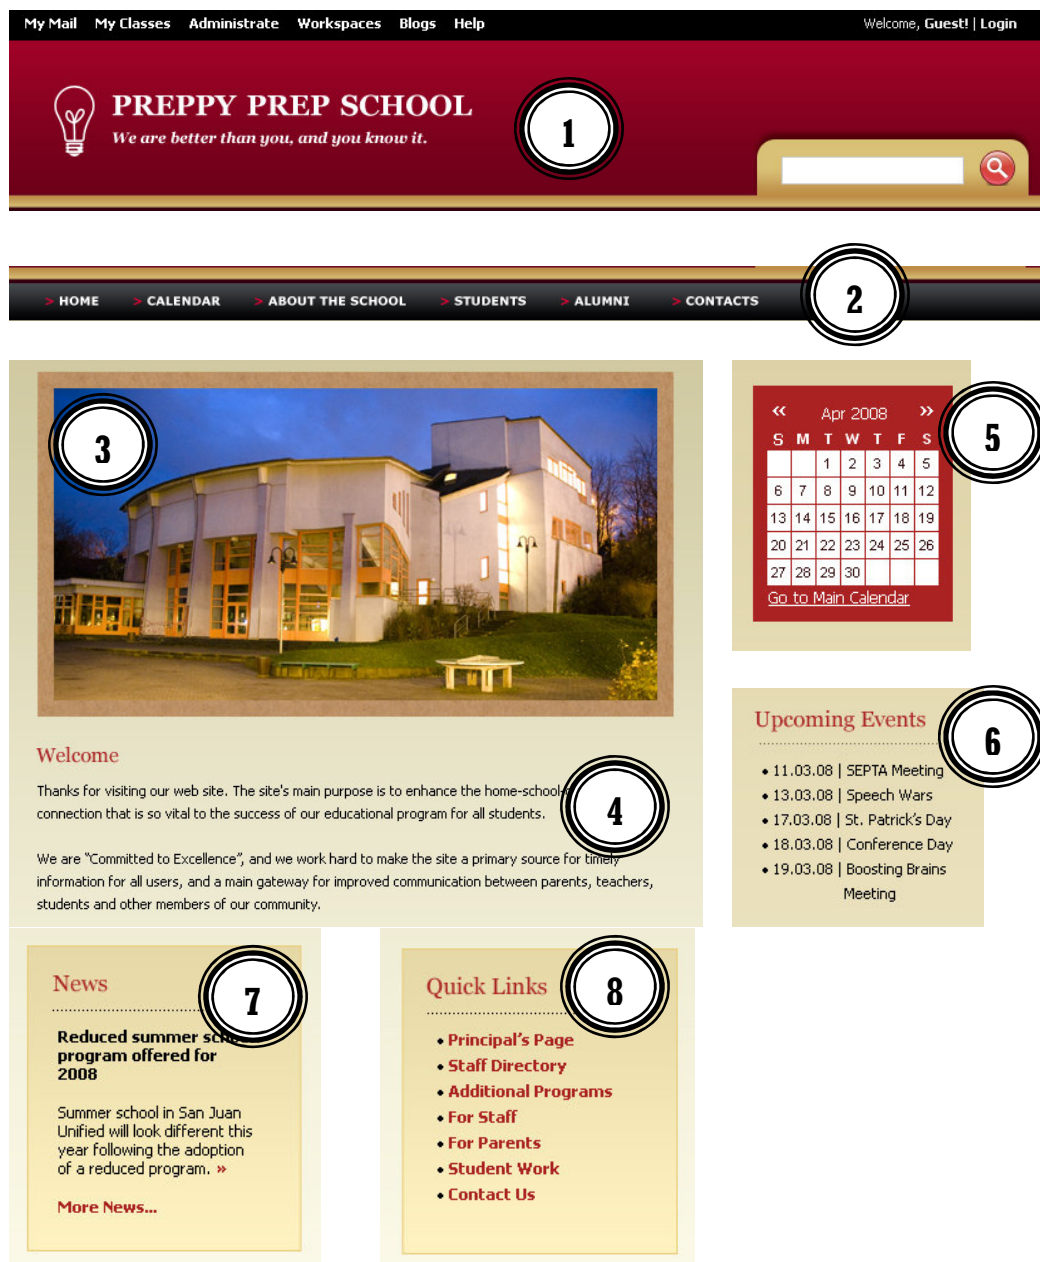 My Mail My Classes Administrate Workspaces Blogs Help
Welcome, Guest! | Login
PREPPY PREP SCHOOL
We are better than you, and you know it.
1
> HOME > CALENDAR > ABOUT THE SCHOOL > STUDENTS > ALUMNI > CONTACTS
2
3
« Apr 2008 »
S M T W T F S
1 2 3 4 5
6 7 8 9 10 11 12
13 14 15 16 17 18 19
20 21 22 23 24 25 26
27 28 29 30
Go to Main Calendar
5
Welcome
Thanks for visiting our web site. The site's main purpose is to enhance the home-school-
connection that is so vital to the success of our educational program for all students.
We are “Committed to Excellence”, and we work hard to make the site a primary source for timely
information for all users, and a main gateway for improved communication between parents, teachers,
students and other members of our community.
4
Upcoming Events
• 11.03.08 | SEPTA Meeting
• 13.03.08 | Speech Wars
• 17.03.08 | St. Patrick's Day
• 18.03.08 | Conference Day
• 19.03.08 | Boosting Brains
Meeting
6
News
7
Reduced summer school
program offered for
2008
Summer school in San Juan
Unified will look different this
year following the adoption
of a reduced program. »
More News...
Quick Links
8
• Principal's Page
• Staff Directory
• Additional Programs
• For Staff
• For Parents
• Student Work
• Contact Us